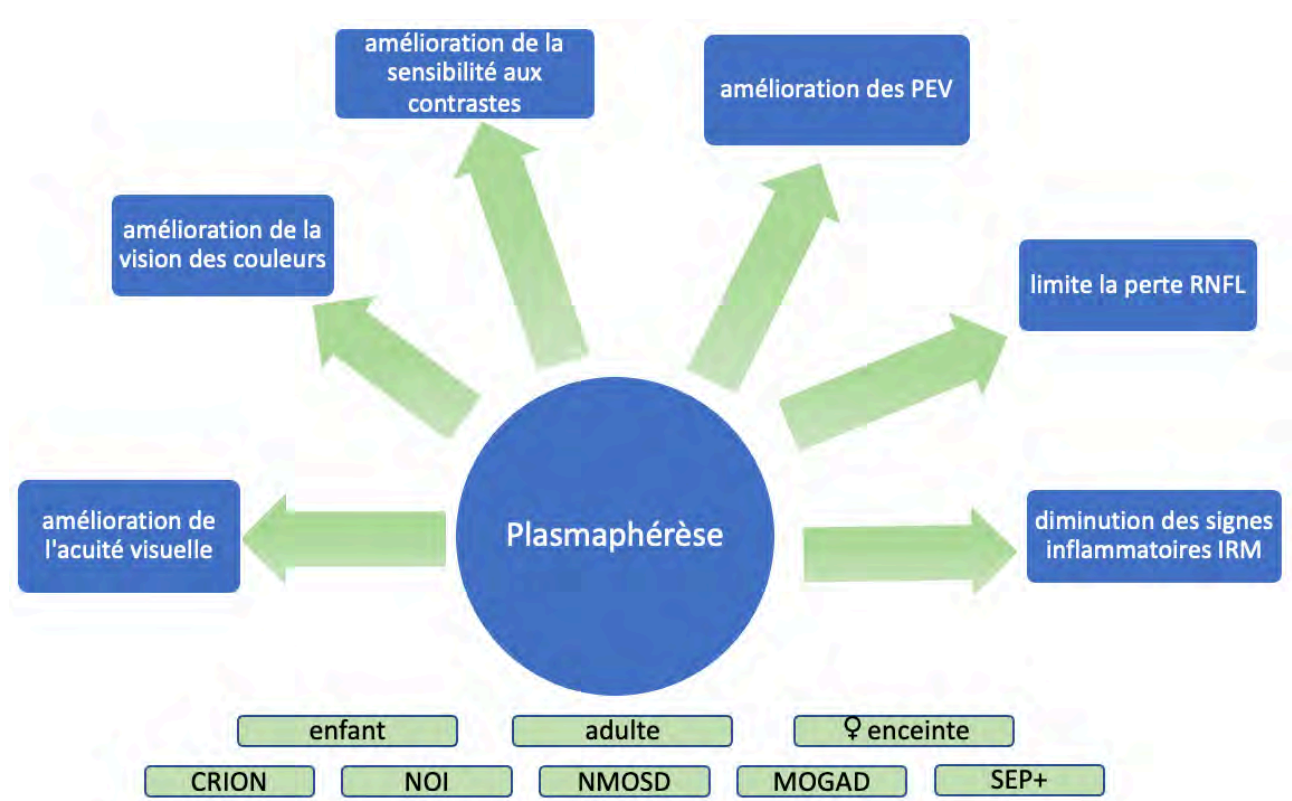 amélioration de la
sensibilité aux
contrastes
amélioration des PEV
amélioration de la
vision des couleurs
limite la perte RNFL
amélioration de
l'acuité visuelle
Plasmaphérèse
diminution des signes
inflammatoires IRM
enfant
adulte
♀ enceinte
CRION
NOI
NMOSD
MOGAD
SEP+